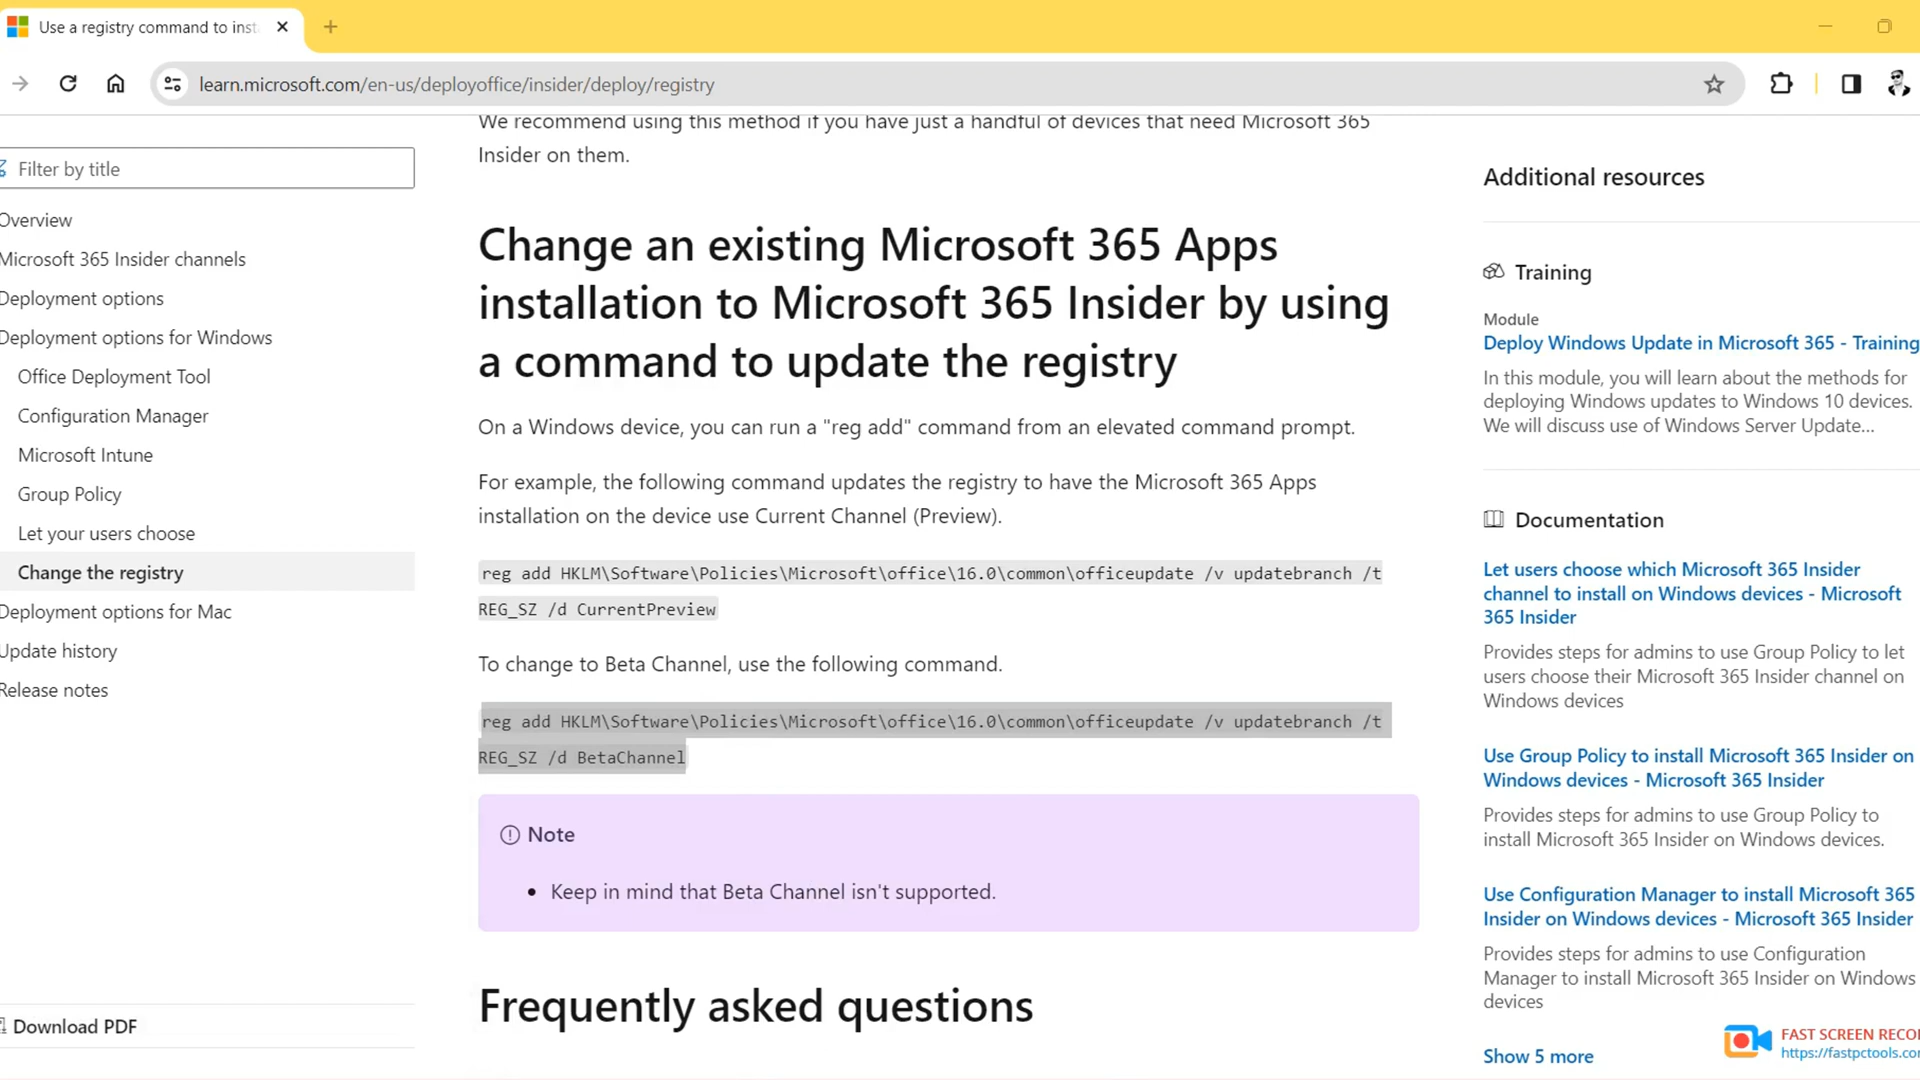 Use a registry command to inst
learn.microsoft.com/en-us/deployoffice/insider/deploy/registry
Filter by title
Overview
Microsoft 365 Insider channels
Deployment options
Deployment options for Windows
Office Deployment Tool
Configuration Manager
Microsoft Intune
Group Policy
Let your users choose
Change the registry
Deployment options for Mac
Update history
Release notes
Download PDF
We recommend using this method if you have just a handful of devices that need Microsoft 365
Insider on them.
Change an existing Microsoft 365 Apps
installation to Microsoft 365 Insider by using
a command to update the registry
On a Windows device, you can run a "reg add" command from an elevated command prompt.
For example, the following command updates the registry to have the Microsoft 365 Apps
installation on the device use Current Channel (Preview).
reg add HKLM\Software\Policies\Microsoft\office\16.0\common\officeupdate /v updatebranch /t
REG_SZ /d CurrentPreview
To change to Beta Channel, use the following command.
reg add HKLM\Software\Policies\Microsoft\office\16.0\common\officeupdate /v updatebranch /t
REG_SZ /d BetaChannel
Note
• Keep in mind that Beta Channel isn't supported.
Frequently asked questions
Additional resources
Training
Module
Deploy Windows Update in Microsoft 365 - Training
In this module, you will learn about the methods for
deploying Windows updates to Windows 10 devices.
We will discuss use of Windows Server Update...
Documentation
Let users choose which Microsoft 365 Insider
channel to install on Windows devices - Microsoft
365 Insider
Provides steps for admins to use Group Policy to let
users choose their Microsoft 365 Insider channel on
Windows devices
Use Group Policy to install Microsoft 365 Insider on
Windows devices - Microsoft 365 Insider
Provides steps for admins to use Group Policy to
install Microsoft 365 Insider on Windows devices.
Use Configuration Manager to install Microsoft 365
Insider on Windows devices - Microsoft 365 Insider
Provides steps for admins to use Configuration
Manager to install Microsoft 365 Insider on Windows
devices
Show 5 more
FAST SCREEN RECO
https://fastpctools.co